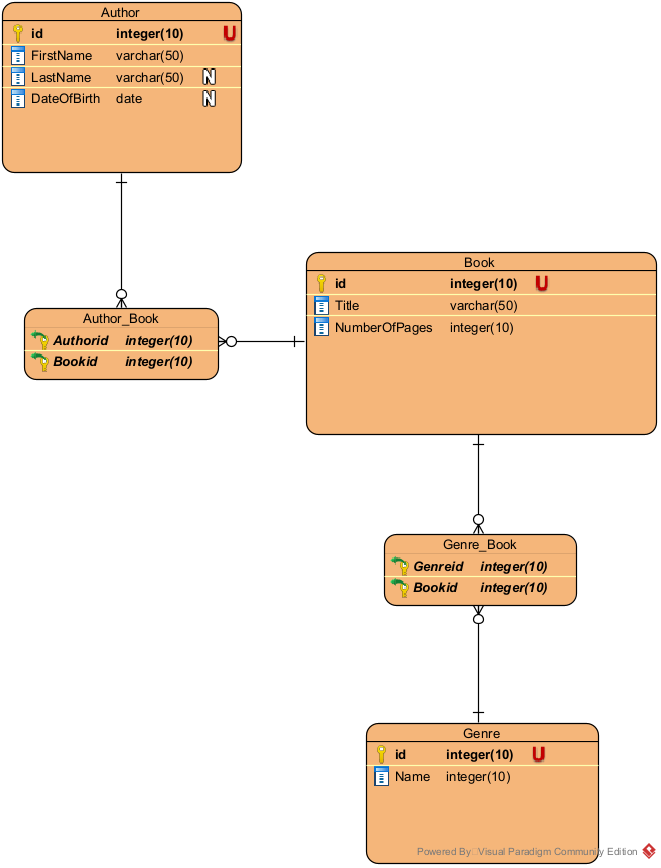 Author
id integer(10) U
FirstName varchar(50)
LastName varchar(50) N
DateOfBirth date N
Book
id integer(10) U
Title varchar(50)
NumberOfPages integer(10)
Author_Book
Authorid integer(10)
Bookid integer(10)
Genre_Book
Genreid integer(10)
Bookid integer(10)
Genre
id integer(10) U
Name integer(10)
Powered By Visual Paradigm Community Edition